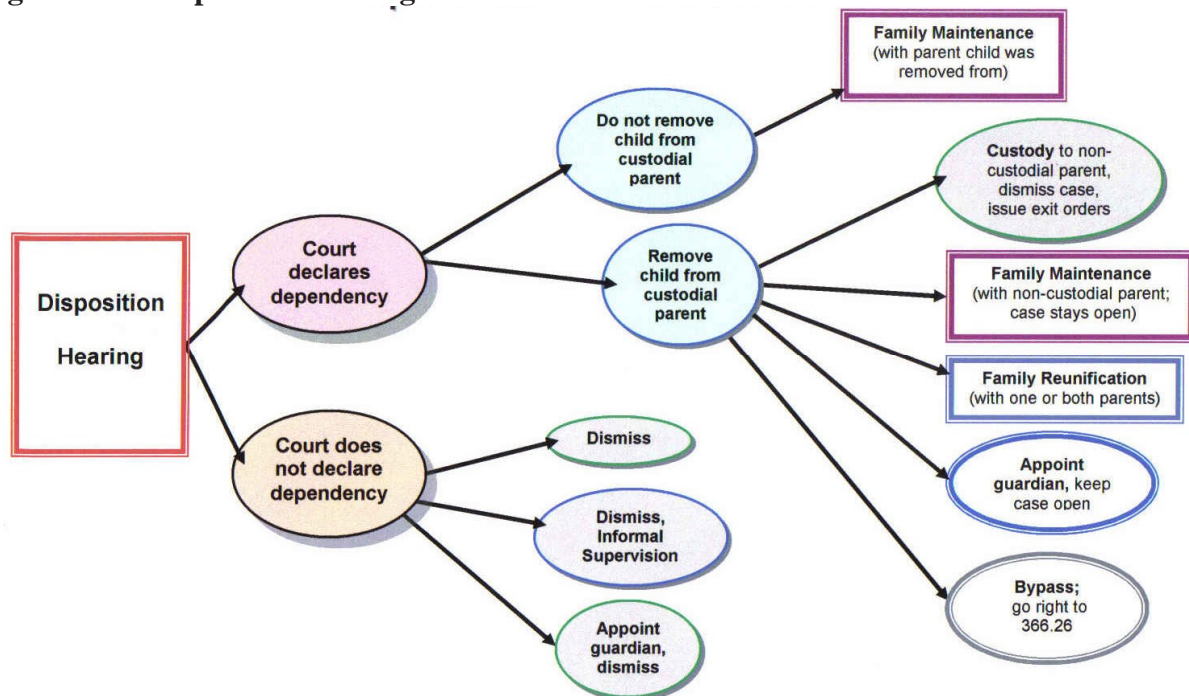 Family Maintenance
(with parent child was
removed from)
Do not remove
child from
custodial
parent
Custody to non-
custodial parent,
dismiss case,
issue exit orders
Court
declares
dependency
Remove
child from
custodial
parent
Family Maintenance
(with non-custodial parent;
case stays open)
Disposition
Hearing
Family Reunification
(with one or both parents)
Court does
not declare
dependency
Dismiss
Appoint
guardian, keep
case open
Dismiss,
Informal
Supervision
Bypass;
go right to
366.26
Appoint
guardian,
dismiss